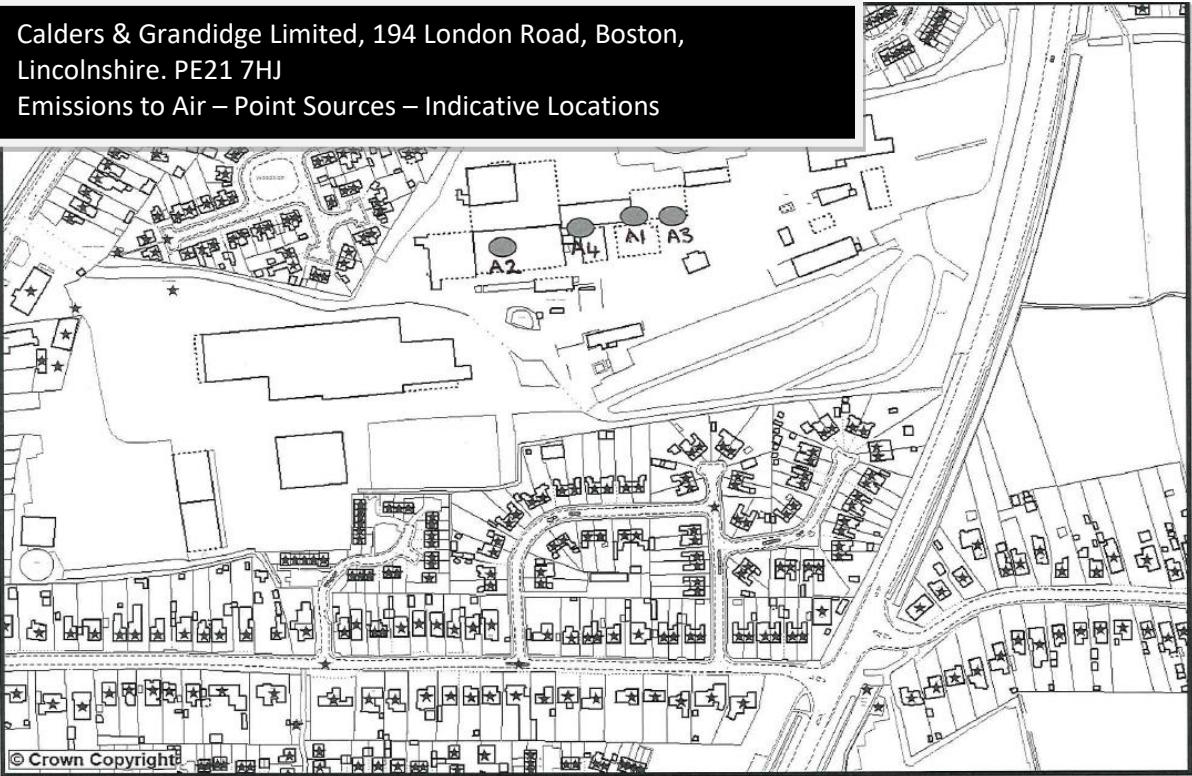 Calders & Grandidge Limited, 194 London Road, Boston,
Lincolnshire. PE21 7HJ
Emissions to Air – Point Sources – Indicative Locations
A2
A4
A1
A3
© Crown Copyright